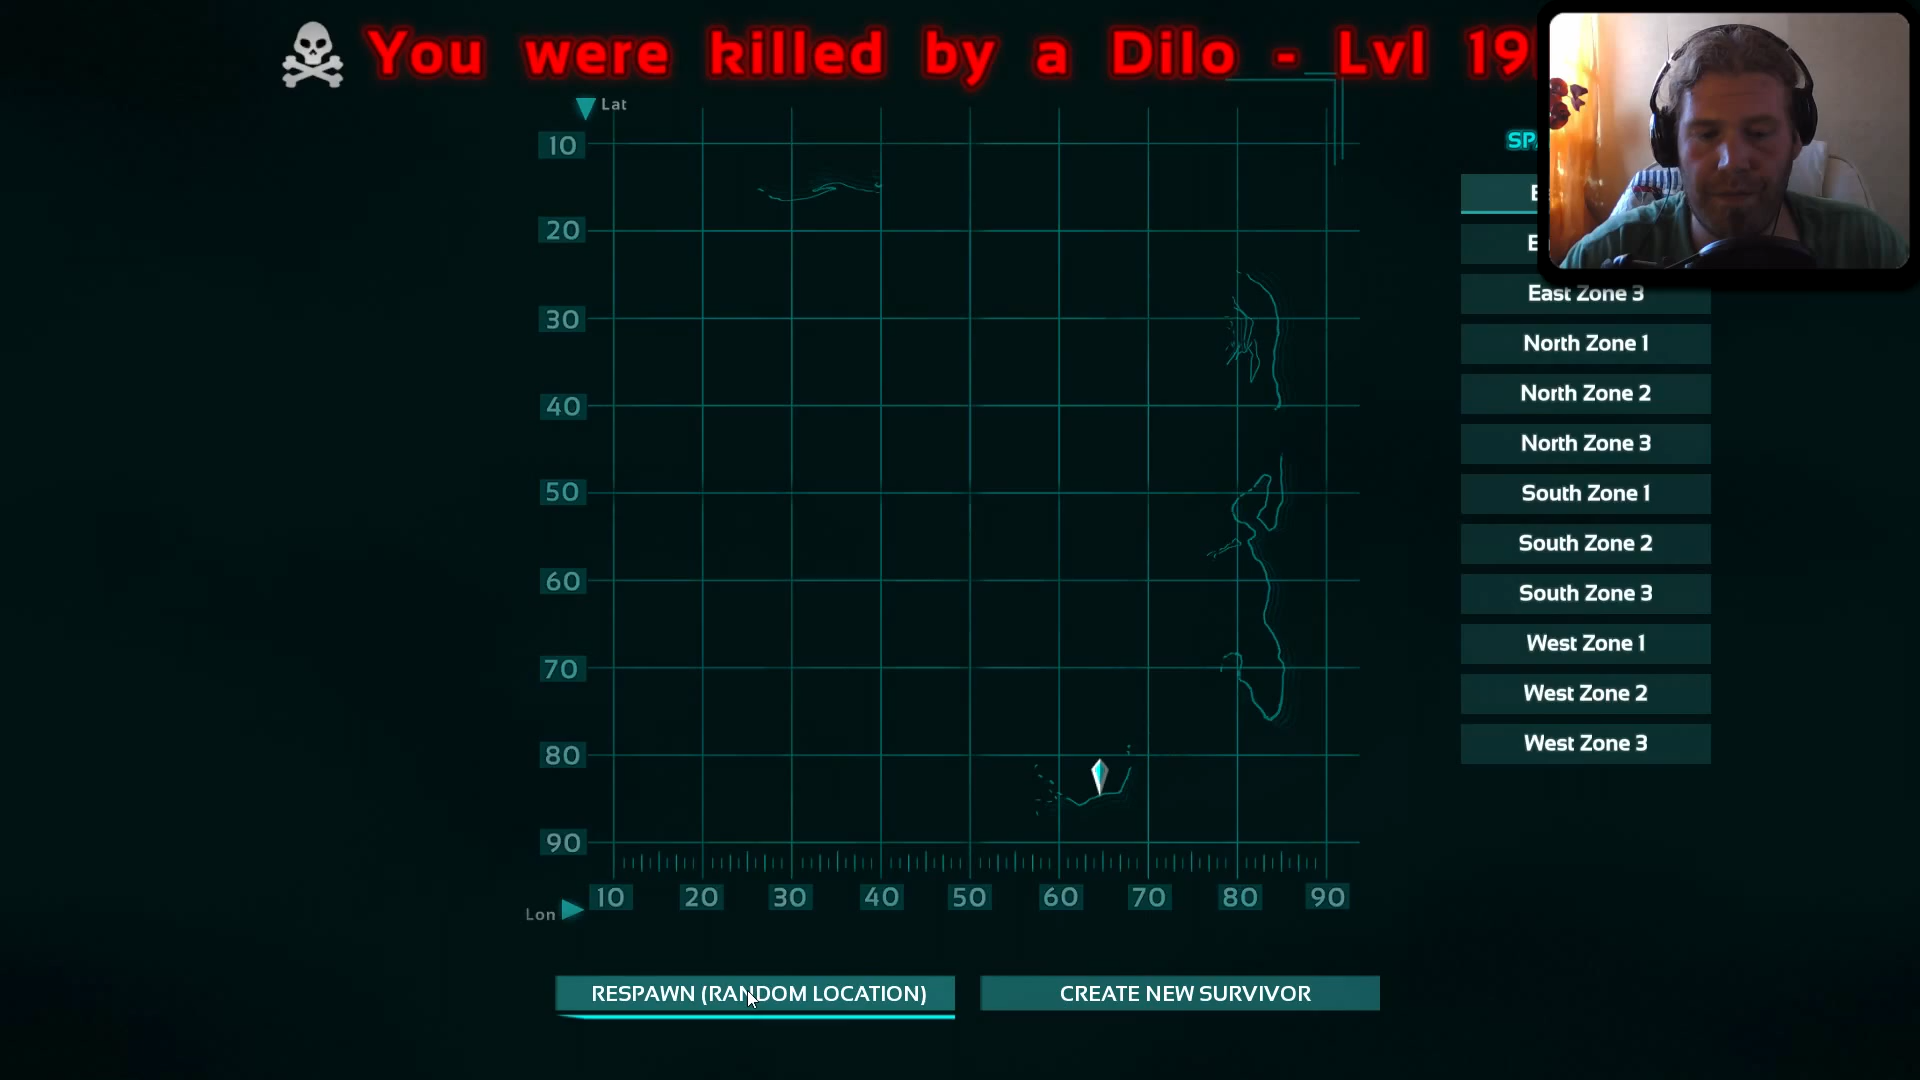 You were killed by a Dilo - Lvl 19
Lat
10
20
30
40
50
60
70
80
90
Lon
10 20 30 40 50 60 70 80 90
East Zone 3
North Zone 1
North Zone 2
North Zone 3
South Zone 1
South Zone 2
South Zone 3
West Zone 1
West Zone 2
West Zone 3
RESPAWN (RANDOM LOCATION)
CREATE NEW SURVIVOR